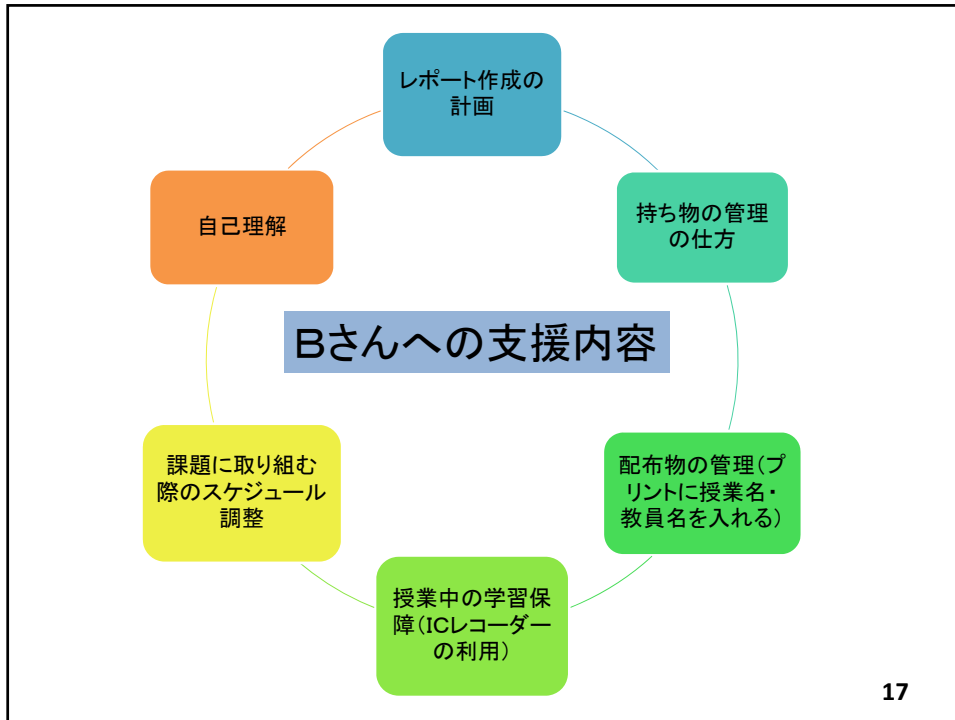 レポート作成の
計画
持ち物の管理
の仕方
自己理解
Bさんへの支援内容
課題に取り組む
際のスケジュール
調整
配布物の管理(プ
リントに授業名・
教員名を入れる)
授業中の学習保
障(ICレコーダー
の利用)
17